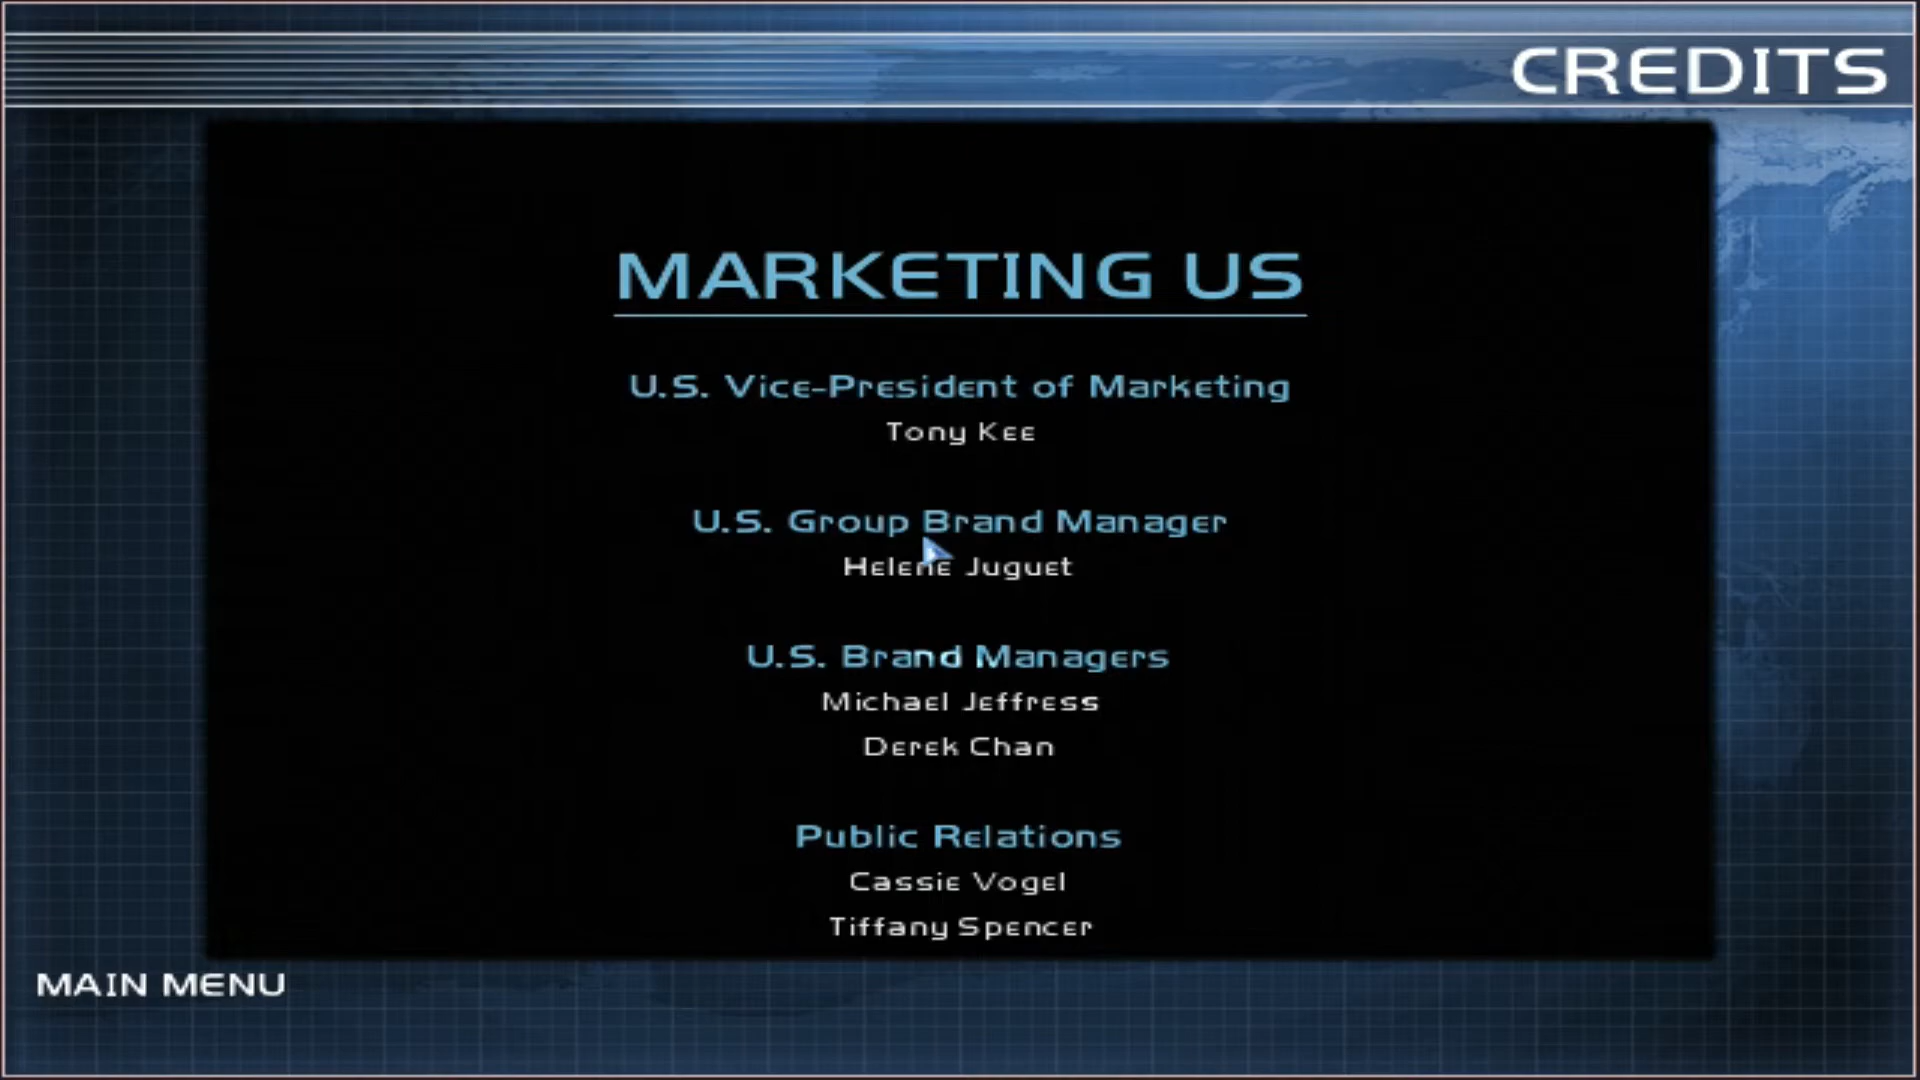 CREDITS
MARKETING US
U.S. Vice-President of Marketing
Tony Kee
U.S. Group Brand Manager
Helene Juguet
U.S. Brand Managers
Michael Jeffress
Derek Chan
Public Relations
Cassie Vogel
Tiffany Spencer
MAIN MENU